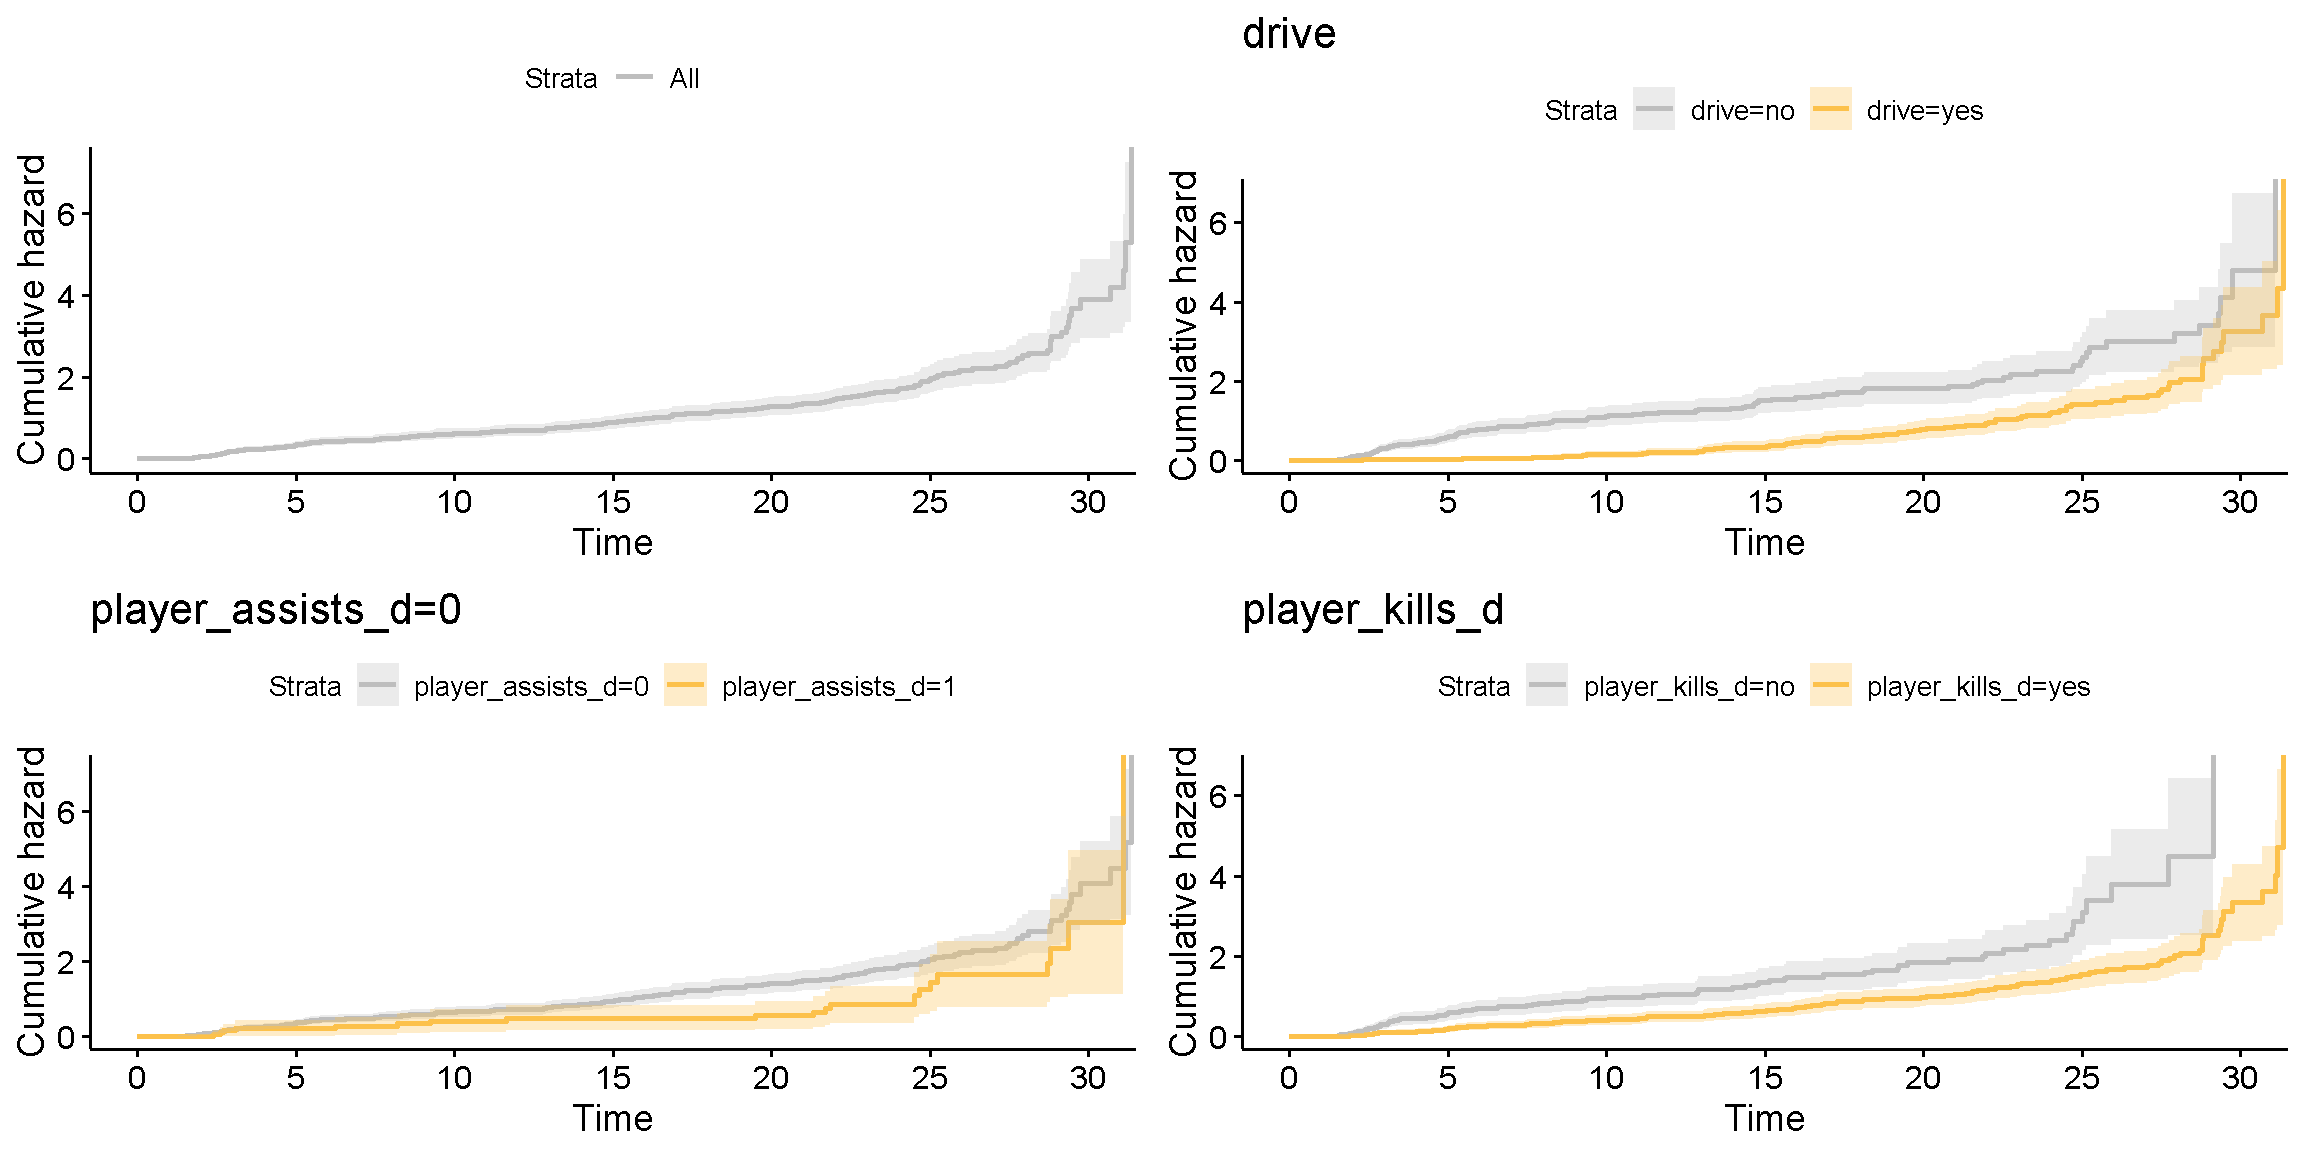 Strata All
Cumulative hazard
6
4
2
0
0 5 10 15 20 25 30
Time
drive
Strata drive=no drive=yes
Cumulative hazard
6
4
2
0
0 5 10 15 20 25 30
Time
player_assists_d=0
Strata player_assists_d=0 player_assists_d=1
Cumulative hazard
6
4
2
0
0 5 10 15 20 25 30
Time
player_kills_d
Strata player_kills_d=no player_kills_d=yes
Cumulative hazard
6
4
2
0
0 5 10 15 20 25 30
Time